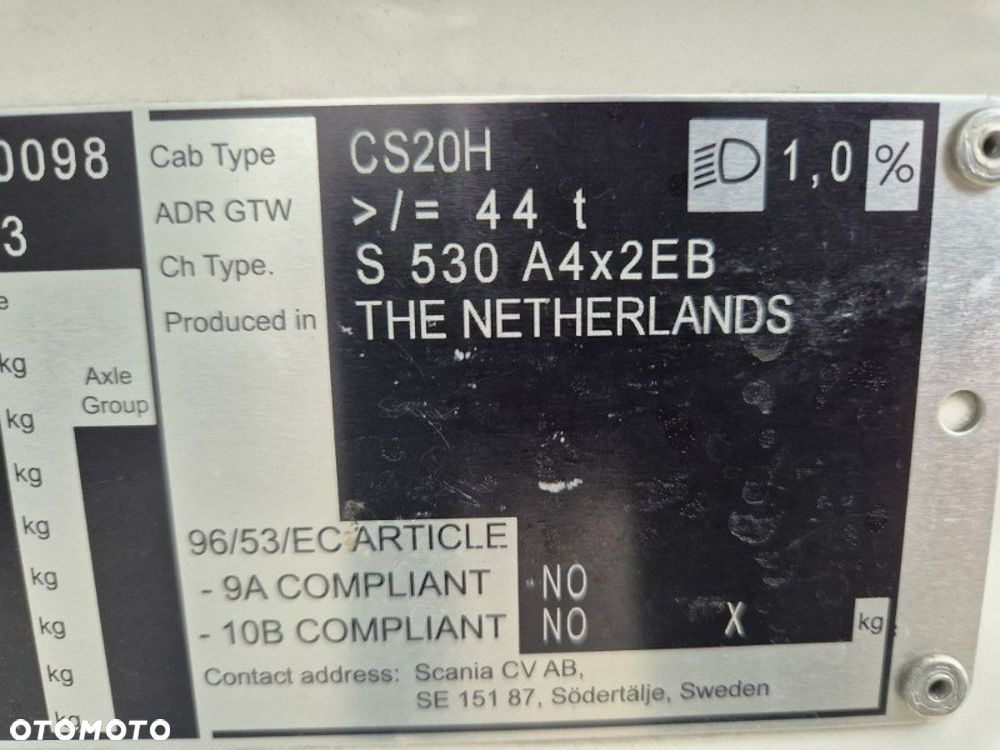 0098
3
e
kg
Axle
Group
kg
kg
kg
kg
kg
kg
kg
Cab Type CS20H
1,0 %
ADR GTW >/= 44 t
Ch Type. S 530 A4x2EB
Produced in THE NETHERLANDS
96/53/EC ARTICLE
- 9A COMPLIANT NO
- 10B COMPLIANT NO X kg
Contact address: Scania CV AB,
SE 151 87, Södertälje, Sweden
OTOMOTO